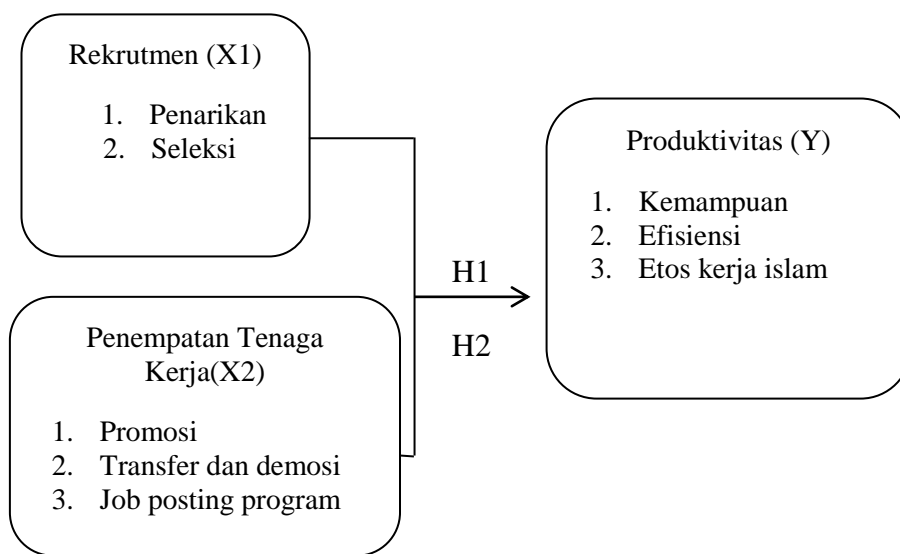 Rekrutmen (X1)
1. Penarikan
2. Seleksi
Penempatan Tenaga
Kerja(X2)
1. Promosi
2. Transfer dan demosi
3. Job posting program
H1
H2
Produktivitas (Y)
1. Kemampuan
2. Efisiensi
3. Etos kerja islam